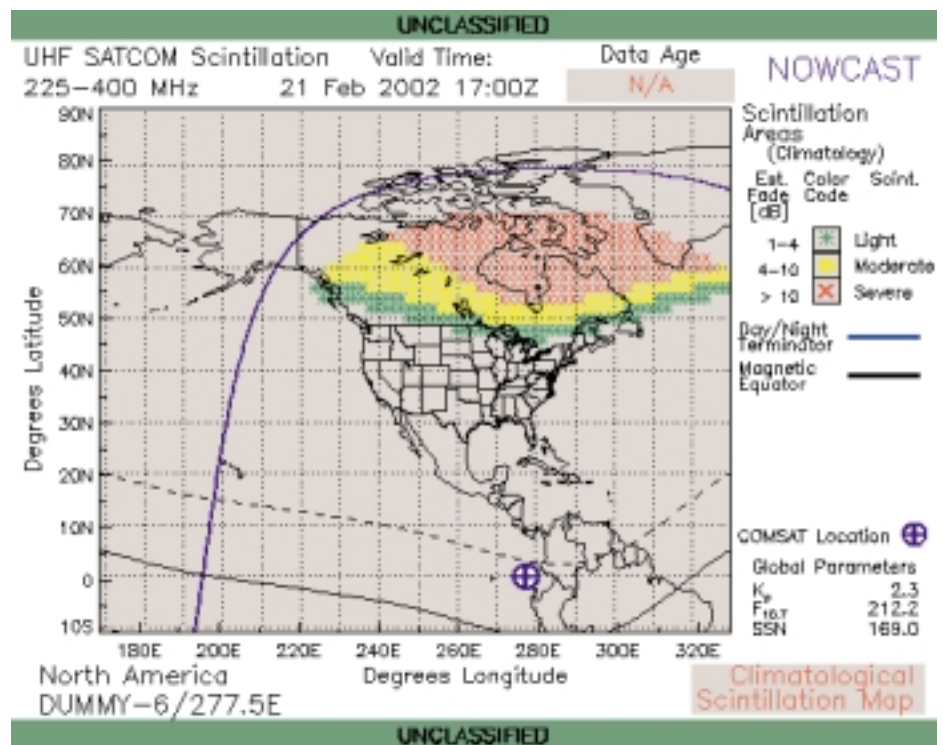 UNCLASSIFIED
UHF SATCOM Scintillation Valid Time: Data Age
225-400 MHz 21 Feb 2002 17:00Z N/A
NOWCAST
Scintillation
Areas
(Climatology)
Est. Color Scint.
Fade Code
[dB]
1-4 Light
4-10 Moderate
> 10 Severe
Day/Night
Terminator
Magnetic
Equator
COMSAT Location
Global Parameters
Kp 2.3
F10.7 212.2
SSN 169.0
Degrees Latitude
90N
80N
70N
60N
50N
40N
30N
20N
10N
0
10S
180E 200E 220E 240E 260E 280E 300E 320E
Degrees Longitude
North America
DUMMY-6/277.5E
Climatological
Scintillation Map
UNCLASSIFIED